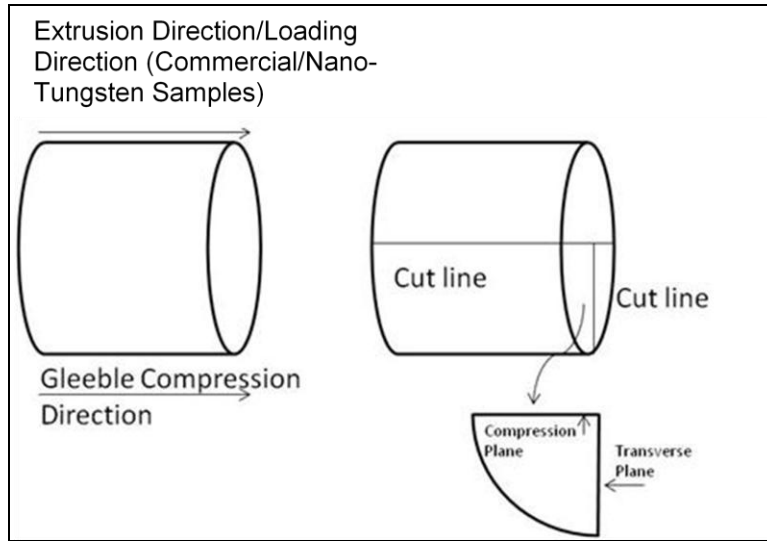 Extrusion Direction/Loading
Direction (Commercial/Nano-
Tungsten Samples)
Gleeble Compression
Direction
Cut line
Cut line
Compression
Plane
Transverse
Plane